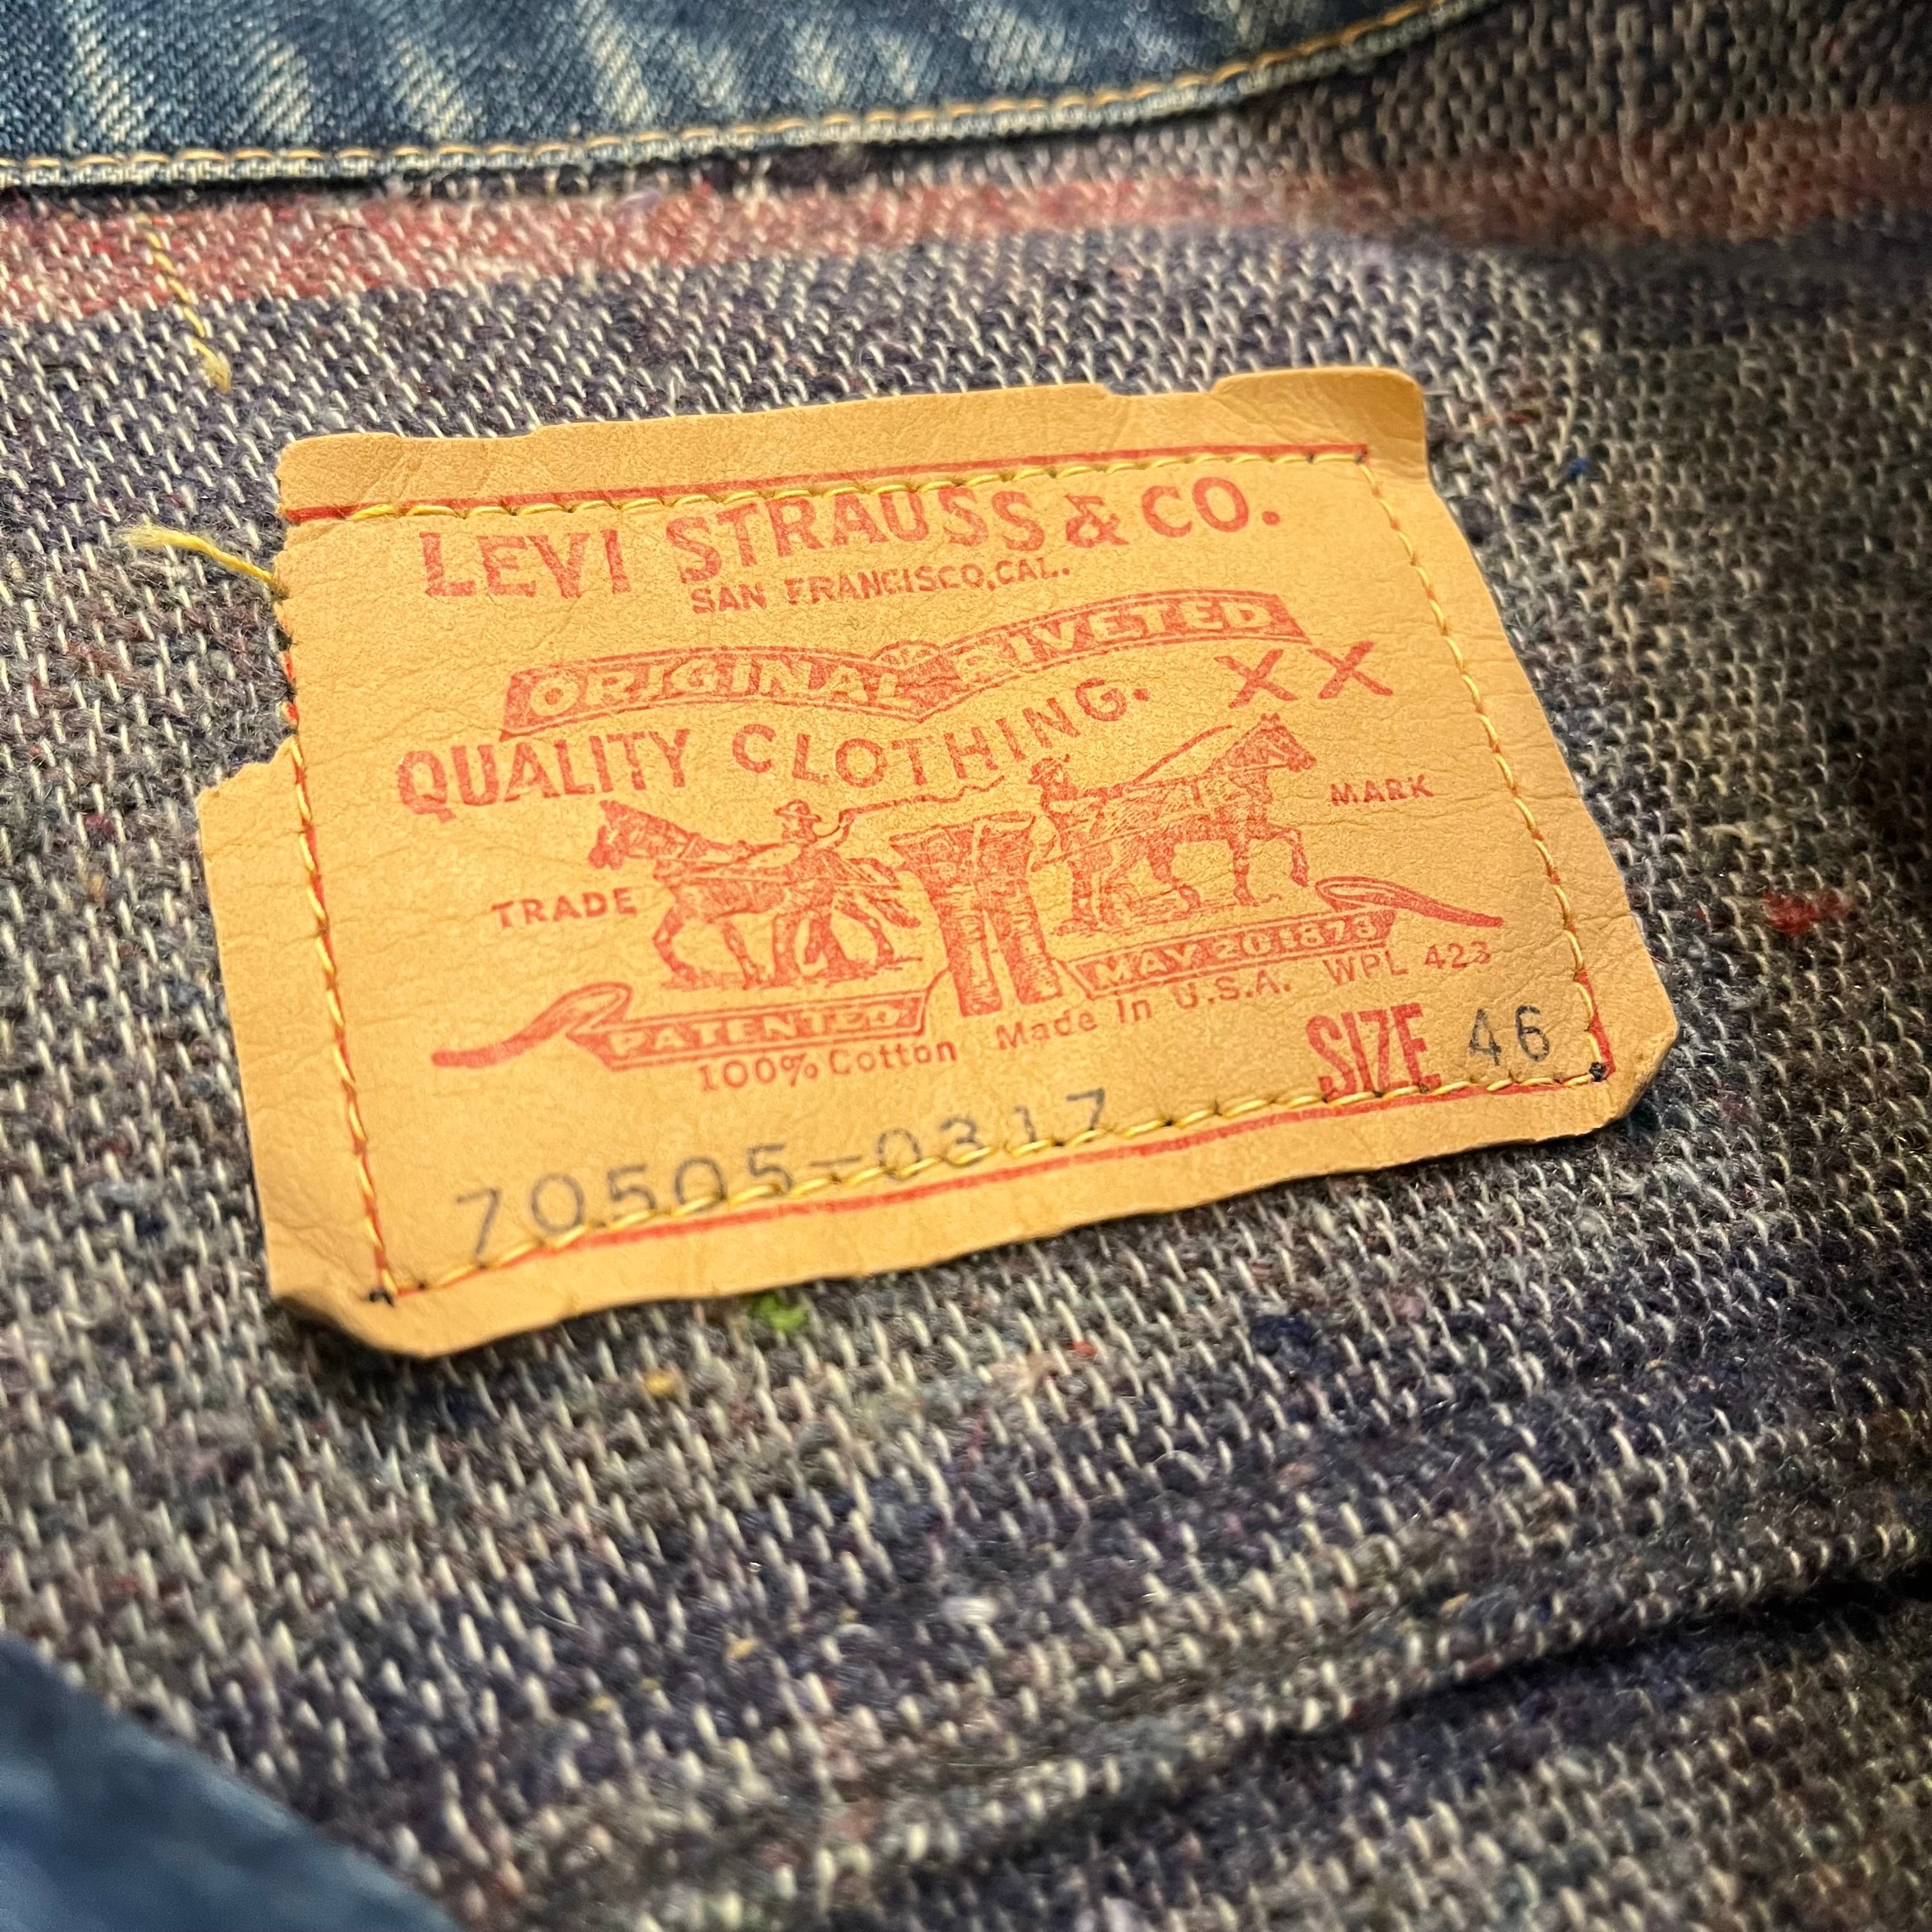 LEVI STRAUSS & CO.
SAN FRANCISCO, CAL.
ORIGINAL RIVETED
QUALITY CLOTHING. XX
TRADE MARK
PATENTED MAY 20 1873
100% Cotton Made in U.S.A. WPL 423
SIZE 46
70505-0317